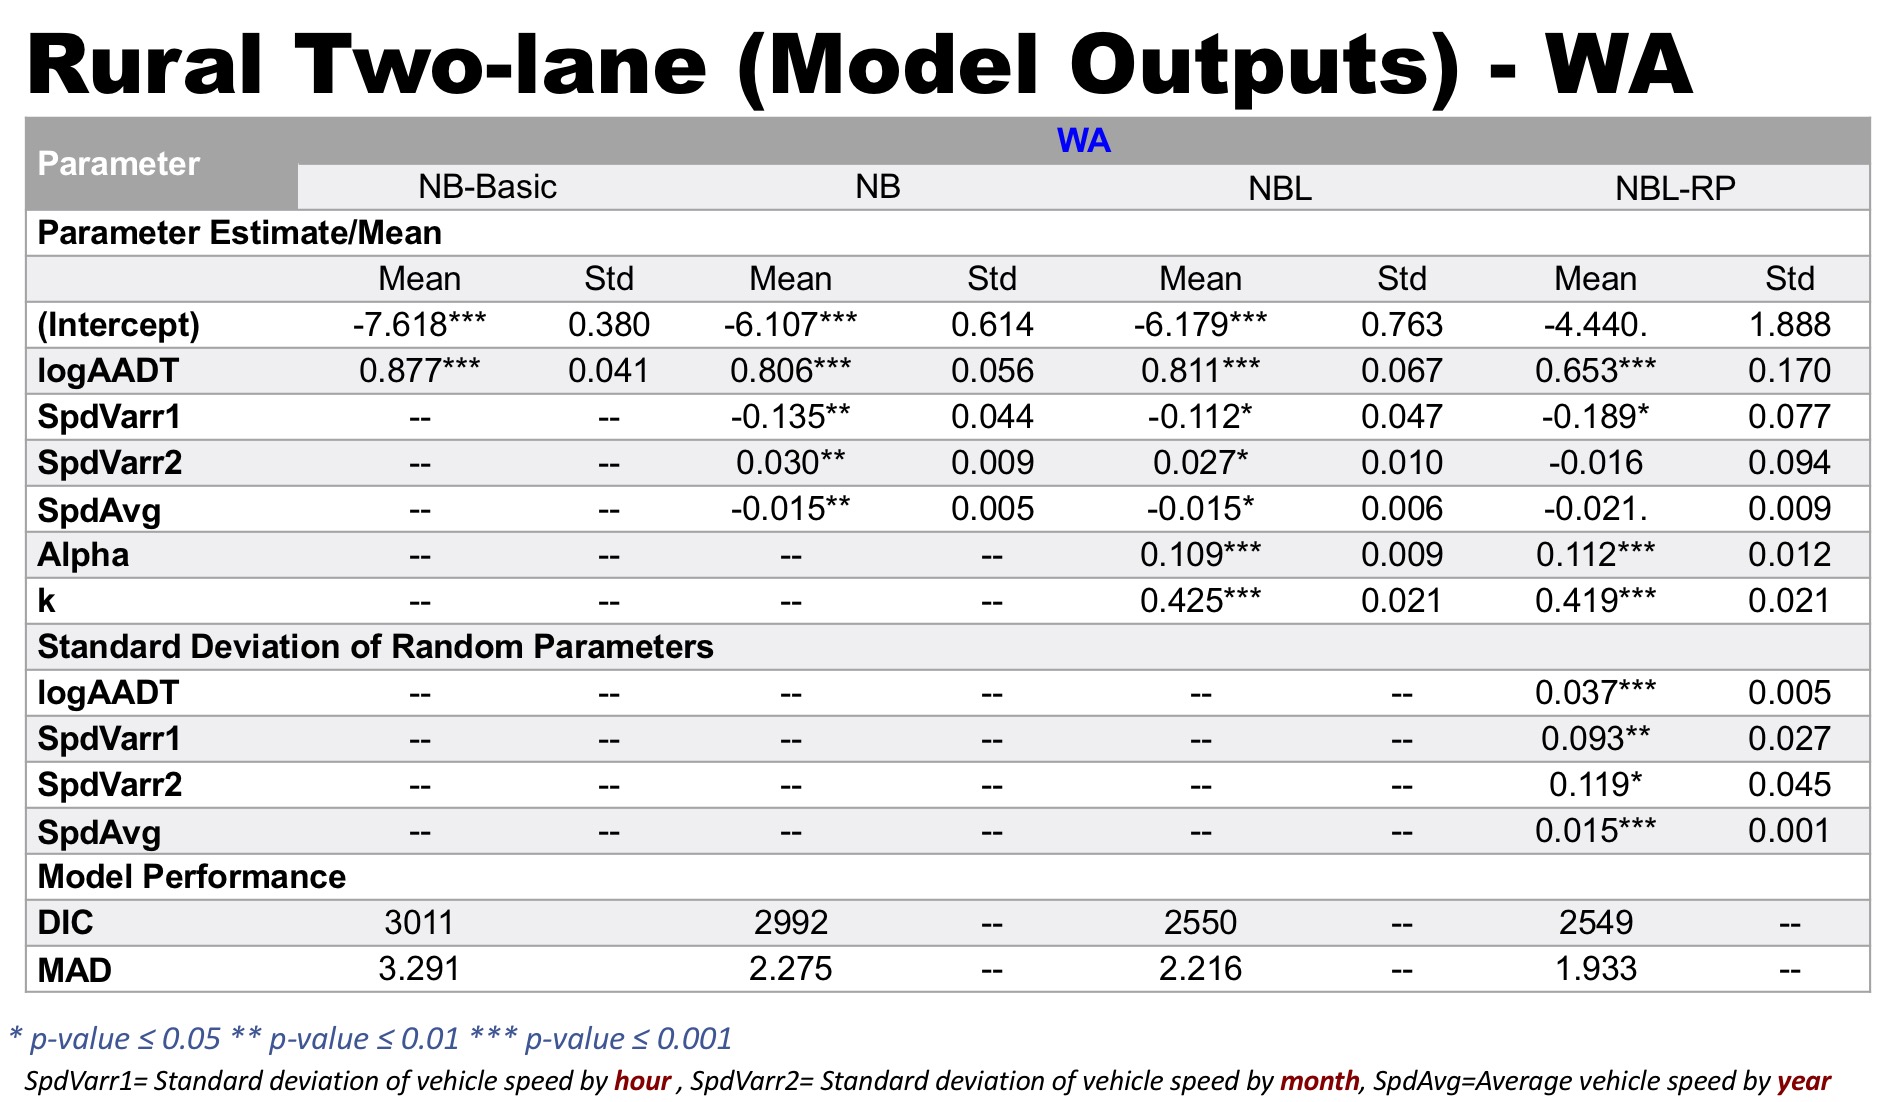 Rural Two-lane (Model Outputs) - WA
Parameter WA
NB-Basic NB NBL NBL-RP
Parameter Estimate/Mean
Mean Std Mean Std Mean Std Mean Std
(Intercept) -7.618*** 0.380 -6.107*** 0.614 -6.179*** 0.763 -4.440. 1.888
logAADT 0.877*** 0.041 0.806*** 0.056 0.811*** 0.067 0.653*** 0.170
SpdVarr1 -- -- -0.135** 0.044 -0.112* 0.047 -0.189* 0.077
SpdVarr2 -- -- 0.030** 0.009 0.027* 0.010 -0.016 0.094
SpdAvg -- -- -0.015** 0.005 -0.015* 0.006 -0.021. 0.009
Alpha -- -- -- -- 0.109*** 0.009 0.112*** 0.012
k -- -- -- -- 0.425*** 0.021 0.419*** 0.021
Standard Deviation of Random Parameters
logAADT -- -- -- -- -- -- 0.037*** 0.005
SpdVarr1 -- -- -- -- -- -- 0.093** 0.027
SpdVarr2 -- -- -- -- -- -- 0.119* 0.045
SpdAvg -- -- -- -- -- -- 0.015*** 0.001
Model Performance
DIC 3011 2992 -- 2550 -- 2549 --
MAD 3.291 2.275 -- 2.216 -- 1.933 --
* p-value ≤ 0.05 ** p-value ≤ 0.01 *** p-value ≤ 0.001
SpdVarr1= Standard deviation of vehicle speed by hour , SpdVarr2= Standard deviation of vehicle speed by month, SpdAvg=Average vehicle speed by year